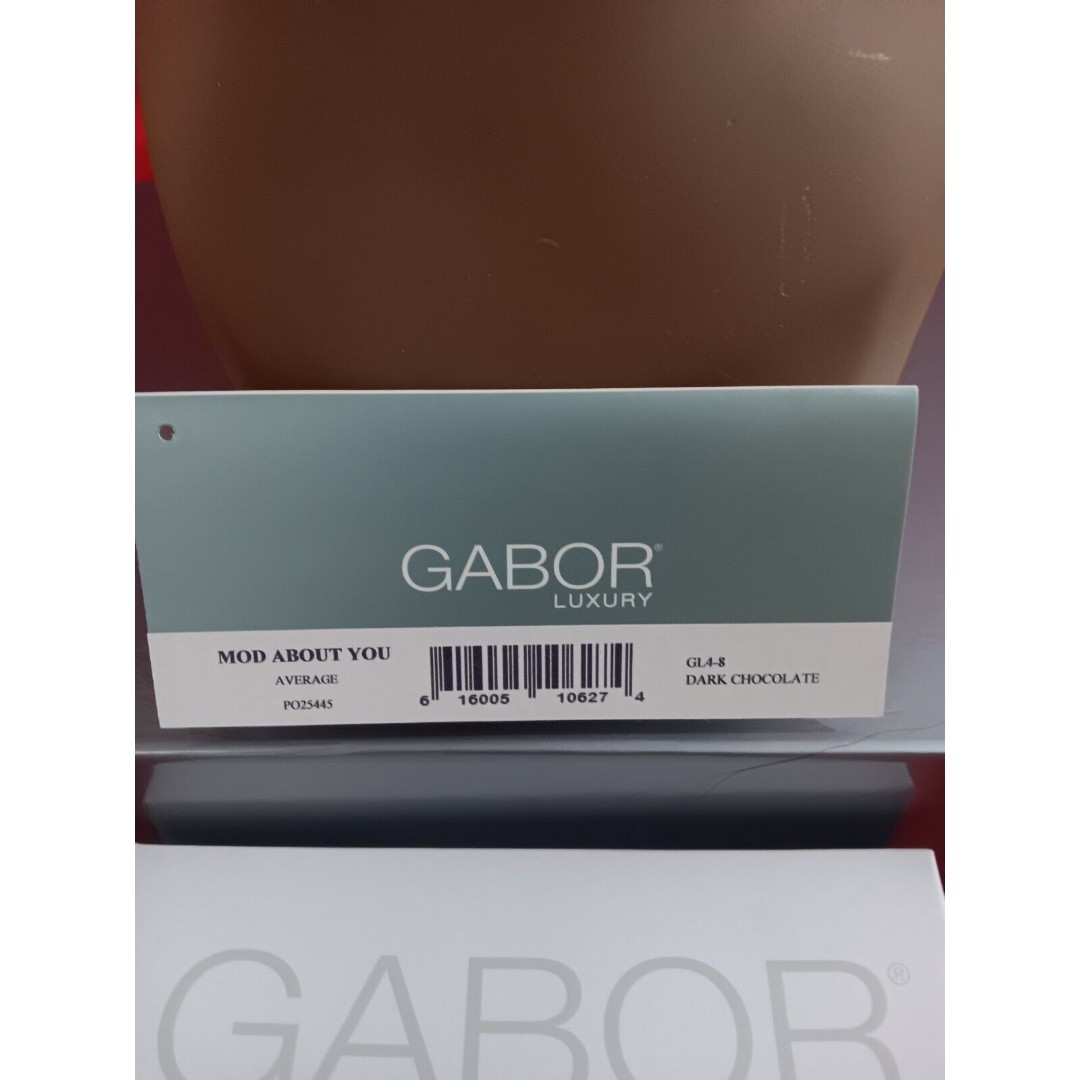 GABOR®
LUXURY
MOD ABOUT YOU
AVERAGE
PO25445
6 16005 10627 4
GL4-8
DARK CHOCOLATE
GABOR®